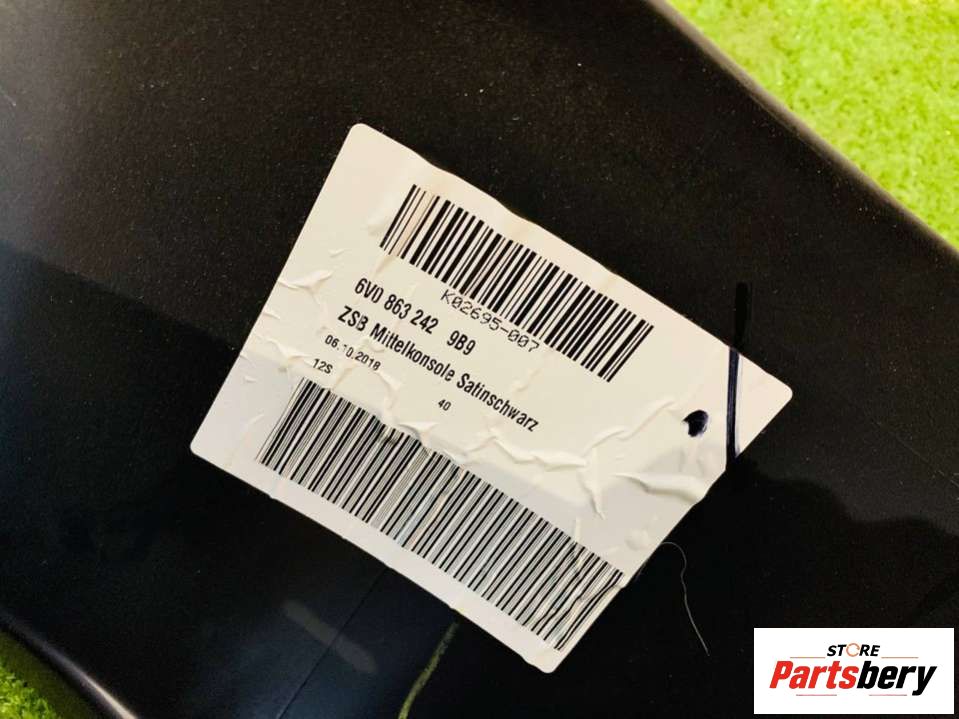 K02695-007
6V0 863 242 9B9
ZSB Mittelkonsole Satinschwarz
06.10.2018
40
12S
STORE
Partsbery